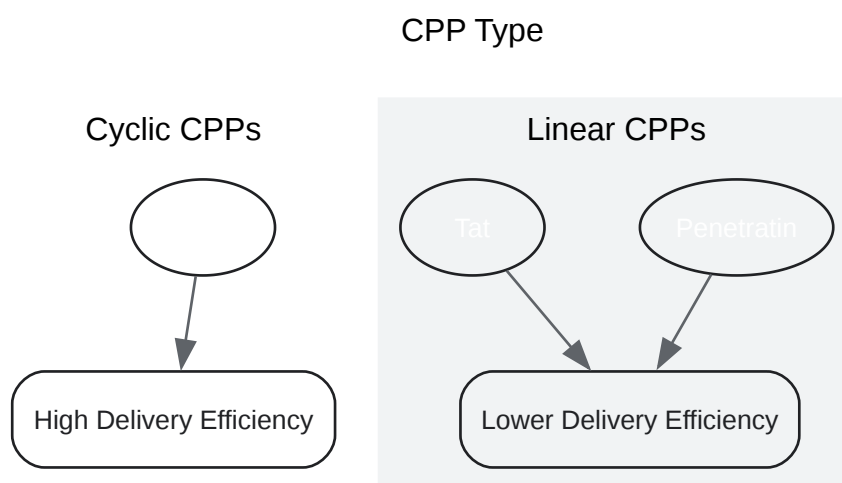 CPP Type
Cyclic CPPs
Linear CPPs
Tat
Penetratin
High Delivery Efficiency
Lower Delivery Efficiency